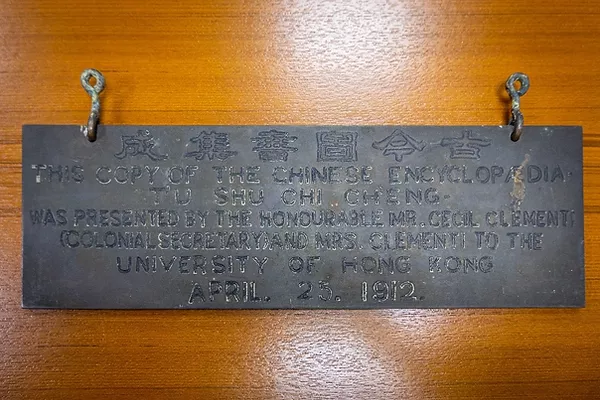 成集書圖今古
THIS COPY OF THE CHINESE ENCYCLOPÆDIA-
T'U SHU CHI CHENG-
WAS PRESENTED BY THE HONOURABLE MR. CECIL CLEMENTI
(COLONIAL SECRETARY) AND MRS. CLEMENTI TO THE
UNIVERSITY OF HONG KONG
APRIL. 25. 1912.